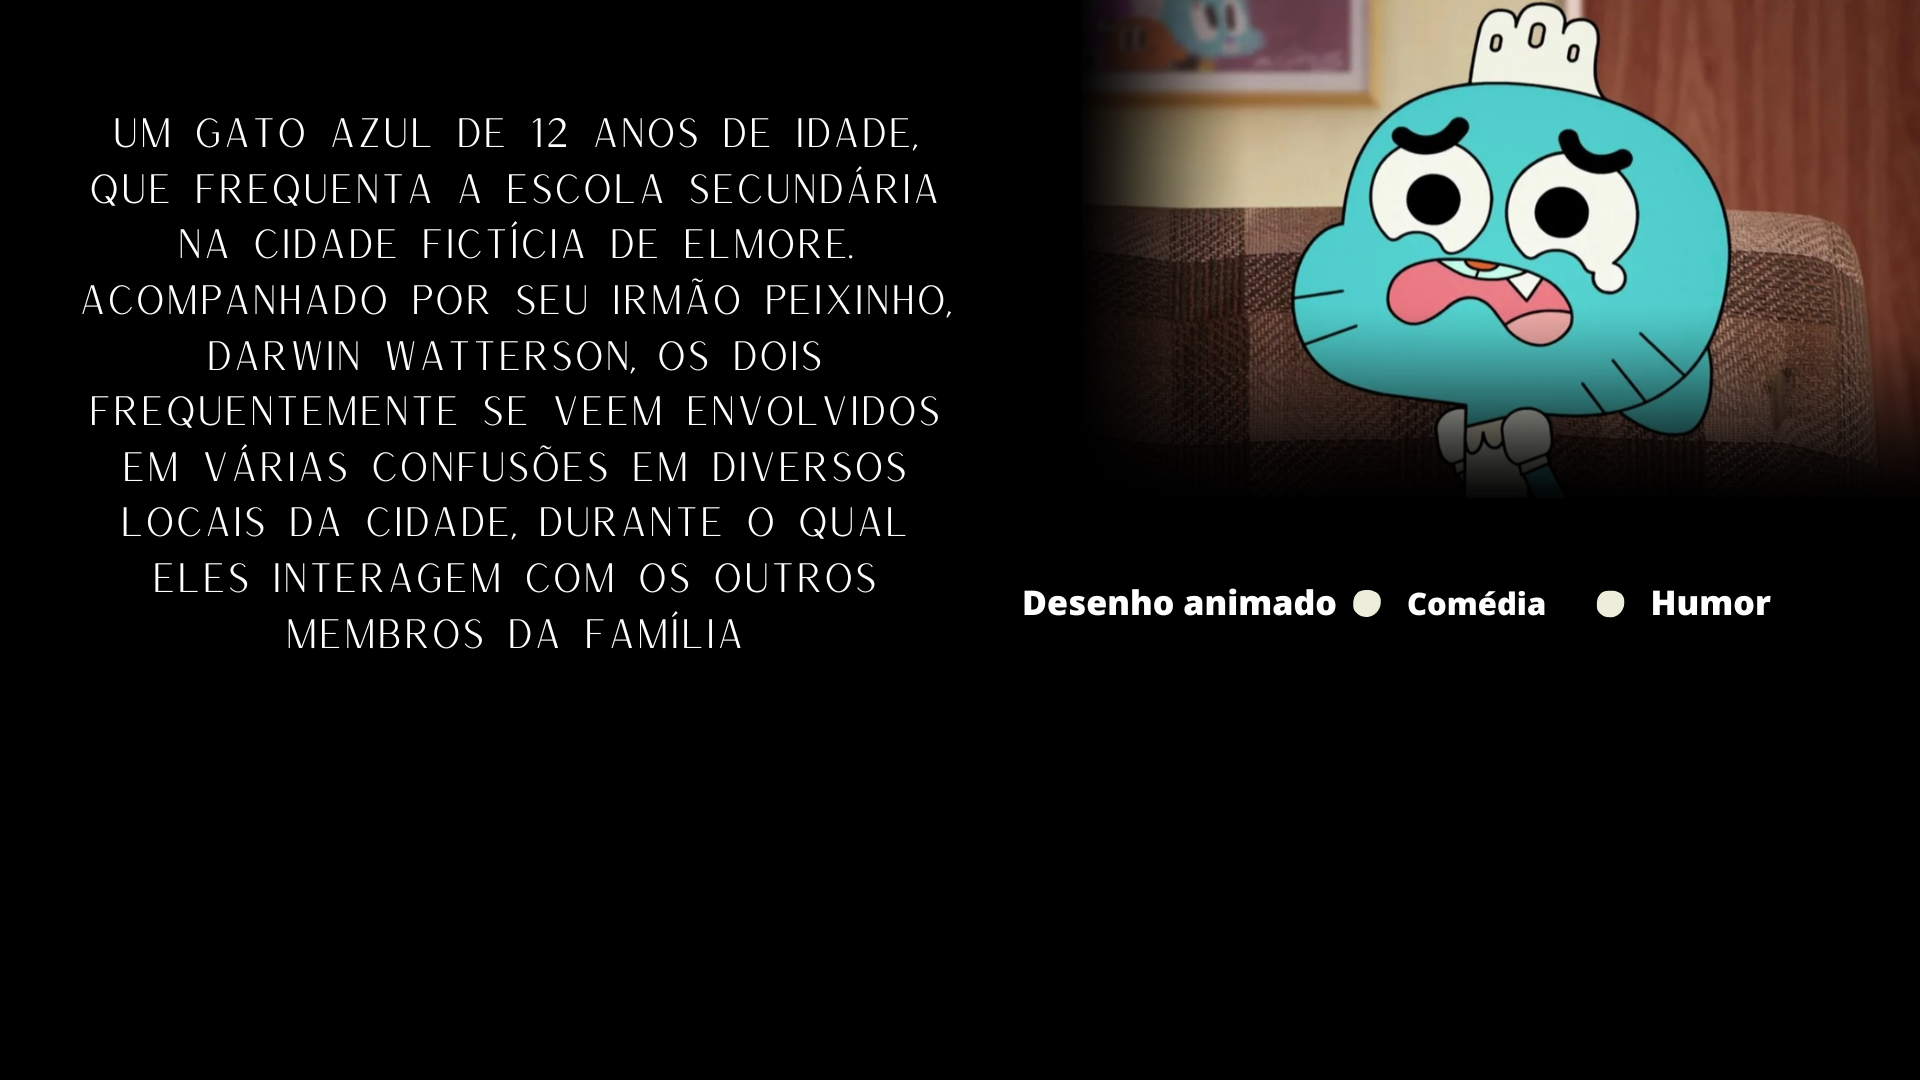 UM GATO AZUL DE 12 ANOS DE IDADE,
QUE FREQUENTA A ESCOLA SECUNDÁRIA
NA CIDADE FICTÍCIA DE ELMORE.
ACOMPANHADO POR SEU IRMÃO PEIXINHO,
DARWIN WATTERSON, OS DOIS
FREQUENTEMENTE SE VEEM ENVOLVIDOS
EM VÁRIAS CONFUSÕES EM DIVERSOS
LOCAIS DA CIDADE, DURANTE O QUAL
ELES INTERAGEM COM OS OUTROS
MEMBROS DA FAMÍLIA
Desenho animado Comédia Humor